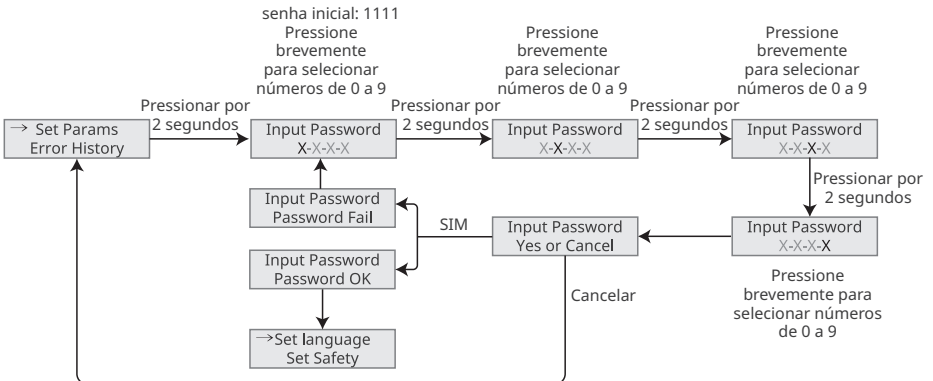 senha inicial: 1111
Pressione
brevemente
para selecionar
números de 0 a 9
Pressione
brevemente
para selecionar
números de 0 a 9
Pressione
brevemente
para selecionar
números de 0 a 9
→ Set Params
Error History
Pressionar por
2 segundos
Input Password
X-X-X-X
Pressionar por
2 segundos
Input Password
X-X-X-X
Pressionar por
2 segundos
Input Password
X-X-X-X
Pressionar por
2 segundos
Input Password
X-X-X-X
Pressione
brevemente para
selecionar números
de 0 a 9
Input Password
Yes or Cancel
SIM
Cancelar
Input Password
Password Fail
Input Password
Password OK
→Set language
Set Safety